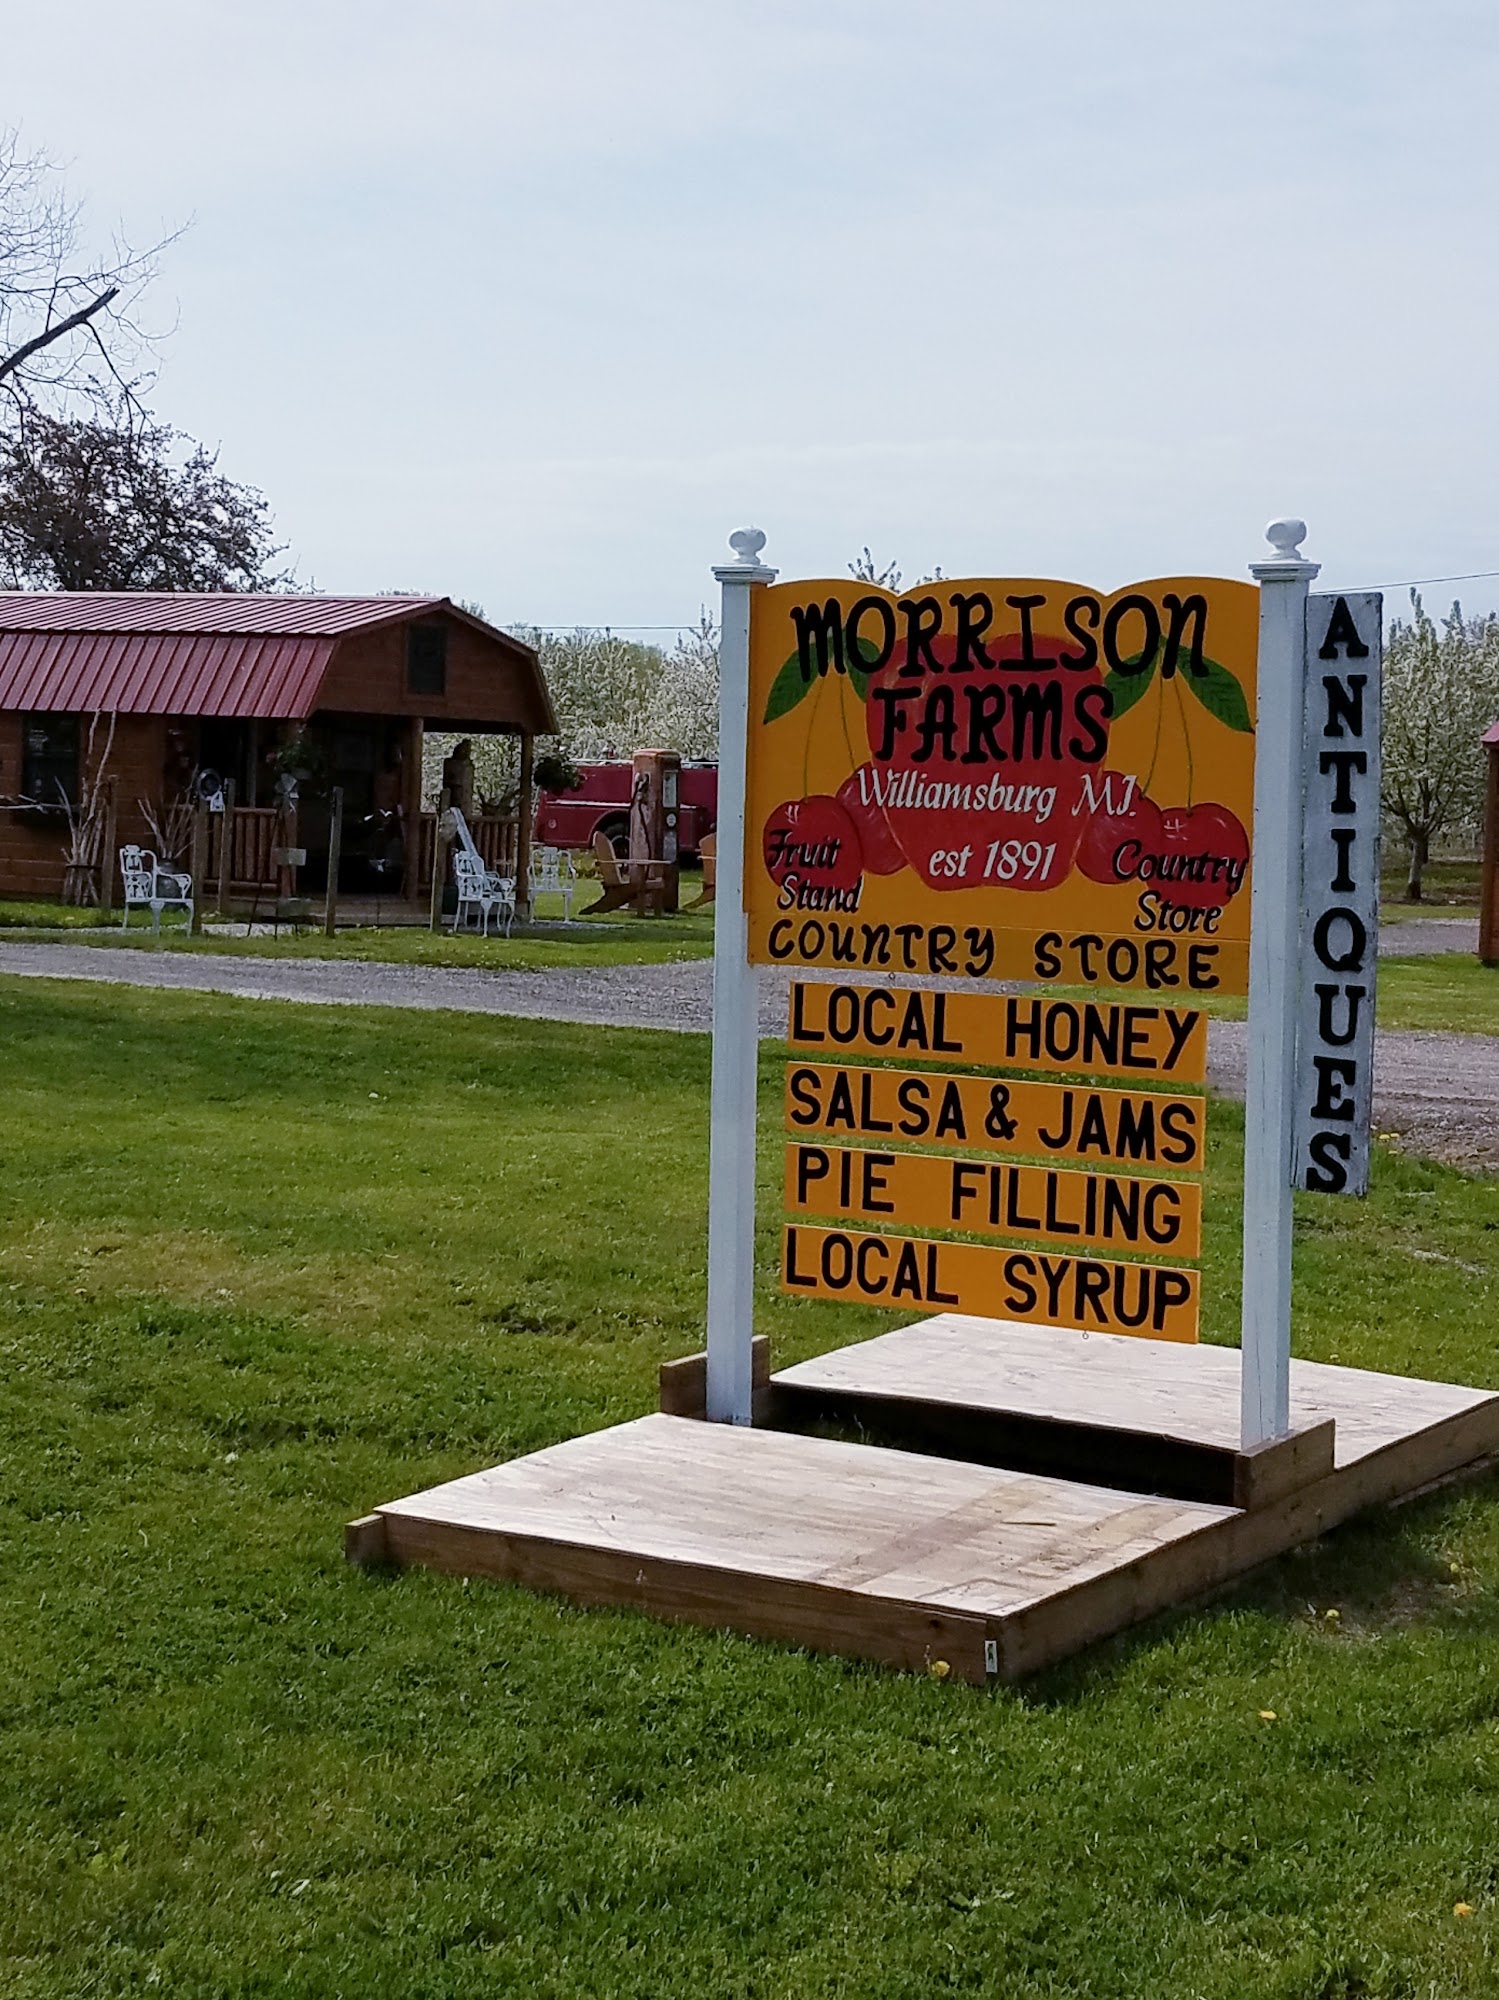 MORRISON
FARMS
Williamsburg MI.
est 1891
Fruit
Stand
Country
Store
COUNTRY STORE
LOCAL HONEY
SALSA & JAMS
PIE FILLING
LOCAL SYRUP
ANTIQUES